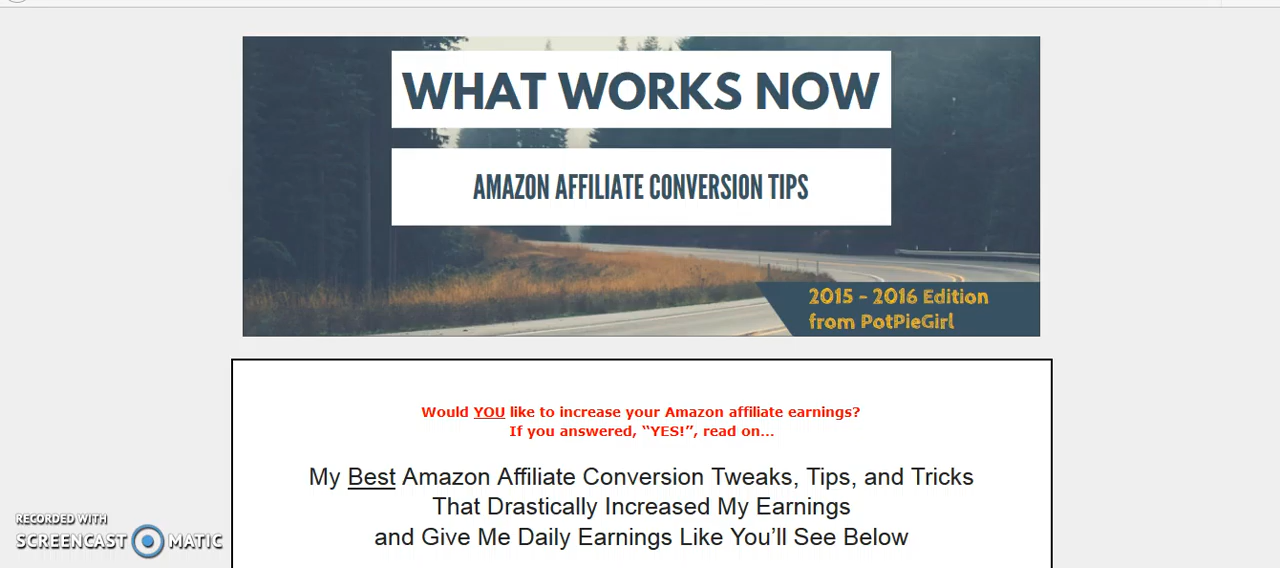 WHAT WORKS NOW
AMAZON AFFILIATE CONVERSION TIPS
2015 - 2016 Edition
from PotPieGirl
Would YOU like to increase your Amazon affiliate earnings?
If you answered, “YES!”, read on...
My Best Amazon Affiliate Conversion Tweaks, Tips, and Tricks
That Drastically Increased My Earnings
and Give Me Daily Earnings Like You’ll See Below
RECORDED WITH
SCREENCAST MATIC